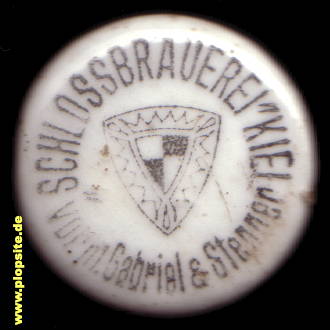 SCHLOSSBRAUEREI KIEL
vorm. Gabriel & Stenner
www.plopsite.de